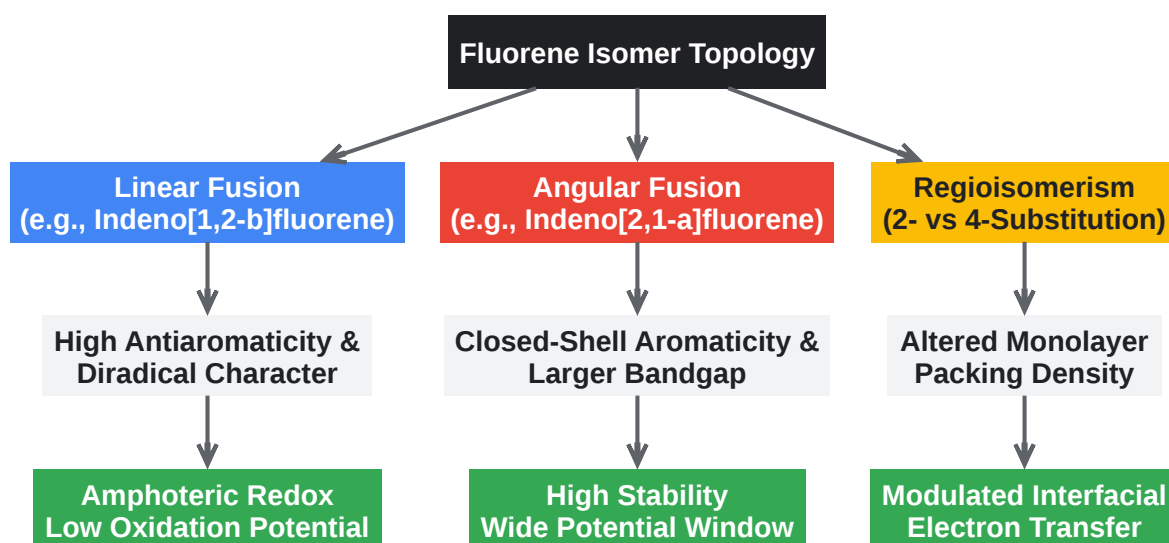 Fluorene Isomer Topology
Linear Fusion
(e.g., Indeno[1,2-b]fluorene)
Angular Fusion
(e.g., Indeno[2,1-a]fluorene)
Regioisomerism
(2- vs 4-Substitution)
High Antiaromaticity &
Diradical Character
Closed-Shell Aromaticity &
Larger Bandgap
Altered Monolayer
Packing Density
Amphoteric Redox
Low Oxidation Potential
High Stability
Wide Potential Window
Modulated Interfacial
Electron Transfer